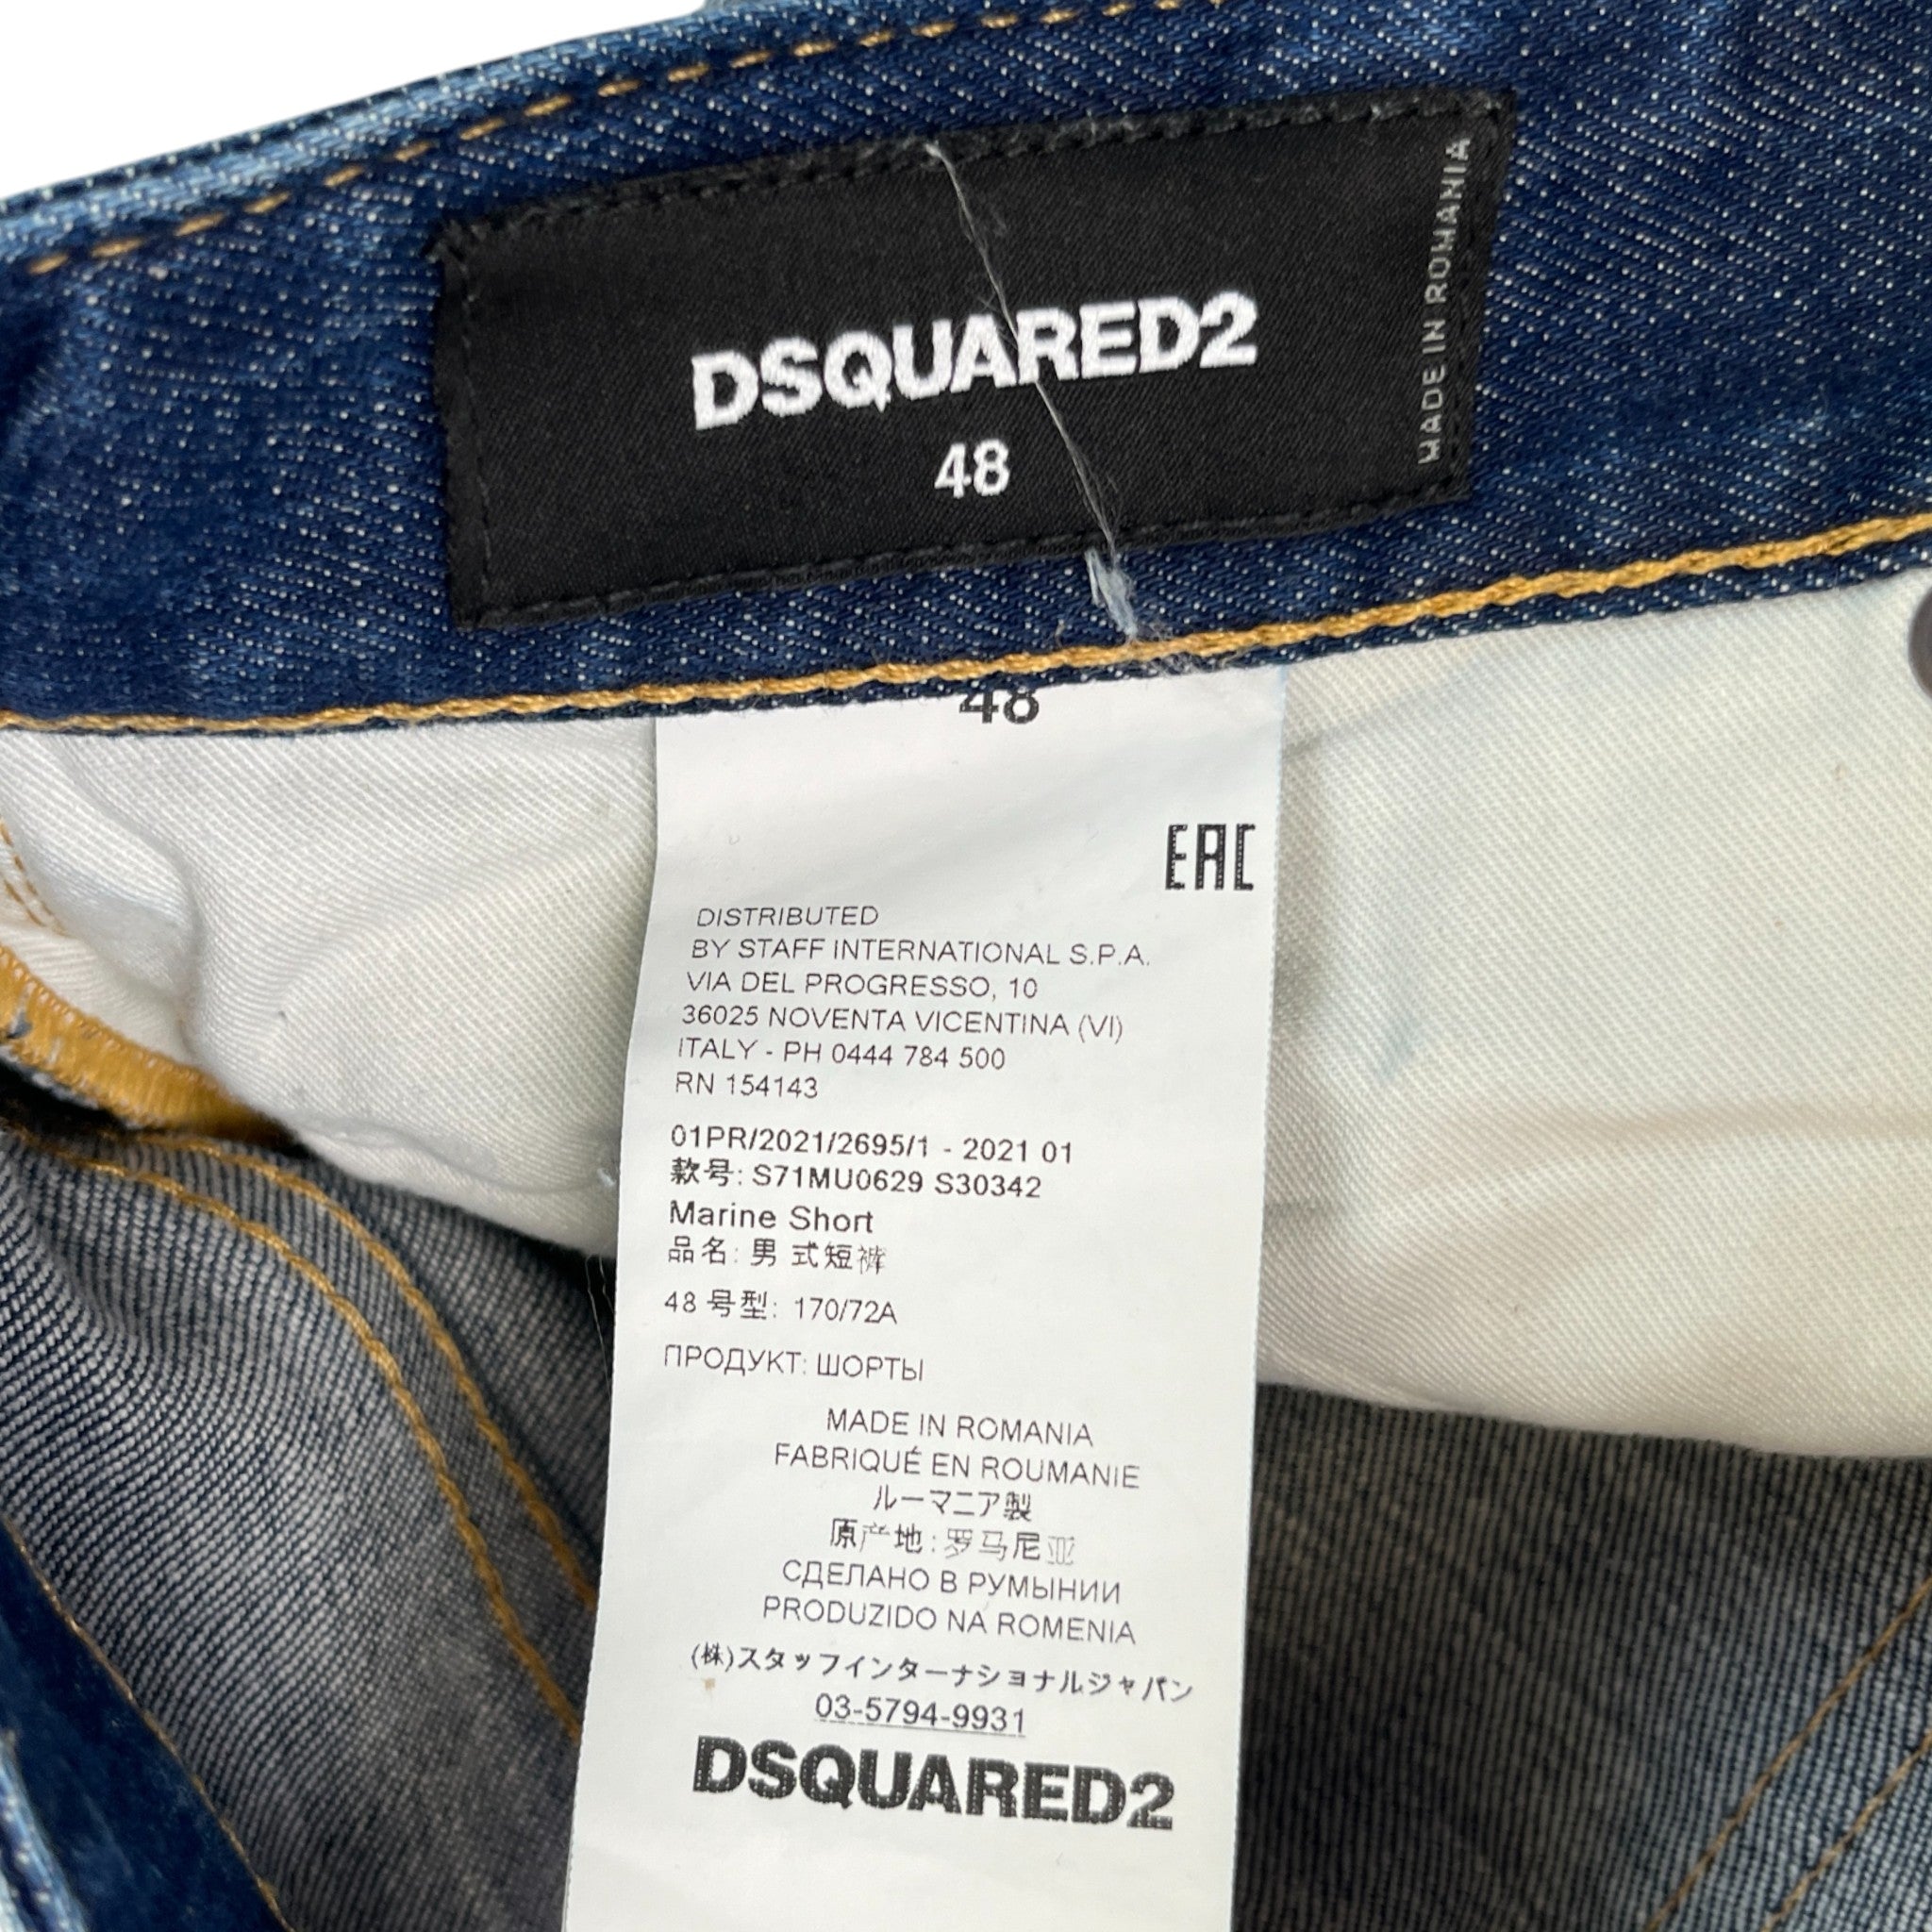 DSQUARED2
48
MADE IN ROMANIA
48
EAC
DISTRIBUTED
BY STAFF INTERNATIONAL S.P.A.
VIA DEL PROGRESSO, 10
36025 NOVENTA VICENTINA (VI)
ITALY - PH 0444 784 500
RN 154143
01PR/2021/2695/1 - 2021 01
款号: S71MU0629 S30342
Marine Short
品名: 男 式短裤
48 号型: 170/72A
ПРОДУКТ: ШОРТЫ
MADE IN ROMANIA
FABRIQUÉ EN ROUMANIE
ルーマニア製
原产地: 罗马尼亚
СДЕЛАНО В РУМЫНИИ
PRODUZIDO NA ROMENIA
(株)スタッフインターナショナルジャパン
03-5794-9931
DSQUARED2